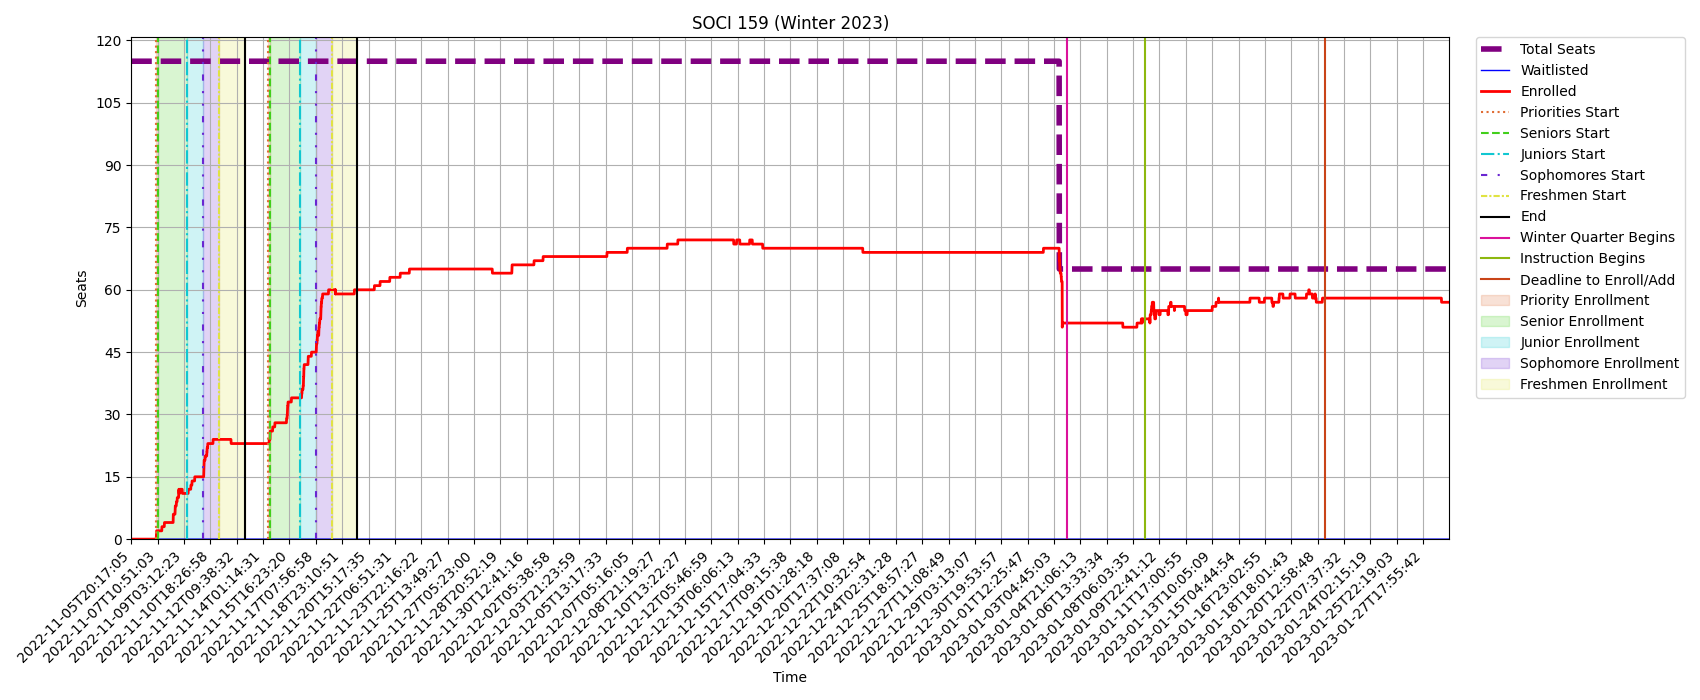 SOCI 159 (Winter 2023)
120
105
90
75
60
45
30
15
0
Seats
2022-11-05T20:17:05
2022-11-07T10:51:03
2022-11-09T03:12:23
2022-11-10T18:26:58
2022-11-12T09:38:32
2022-11-14T01:14:31
2022-11-15T16:23:20
2022-11-17T07:56:58
2022-11-18T23:10:51
2022-11-20T15:17:35
2022-11-22T06:51:31
2022-11-23T22:16:22
2022-11-25T13:49:27
2022-11-27T05:23:00
2022-11-28T20:52:19
2022-11-30T12:41:16
2022-12-02T05:38:58
2022-12-03T21:23:59
2022-12-05T13:17:33
2022-12-07T05:16:05
2022-12-08T21:19:27
2022-12-10T13:22:27
2022-12-12T05:46:59
2022-12-13T06:06:13
2022-12-15T17:04:33
2022-12-17T09:15:38
2022-12-19T01:28:18
2022-12-20T17:37:08
2022-12-22T10:32:54
2022-12-24T02:31:28
2022-12-25T18:57:27
2022-12-27T11:08:49
2022-12-29T03:13:07
2022-12-30T19:53:57
2023-01-01T12:25:47
2023-01-03T04:45:03
2023-01-04T21:06:13
2023-01-06T13:33:34
2023-01-08T06:03:35
2023-01-09T22:41:12
2023-01-11T17:00:55
2023-01-13T10:05:09
2023-01-15T04:44:54
2023-01-16T23:02:55
2023-01-18T18:01:43
2023-01-20T12:58:48
2023-01-22T07:37:32
2023-01-24T02:15:19
2023-01-25T22:19:03
2023-01-27T17:55:42
Time
Total Seats
Waitlisted
Enrolled
Priorities Start
Seniors Start
Juniors Start
Sophomores Start
Freshmen Start
End
Winter Quarter Begins
Instruction Begins
Deadline to Enroll/Add
Priority Enrollment
Senior Enrollment
Junior Enrollment
Sophomore Enrollment
Freshmen Enrollment